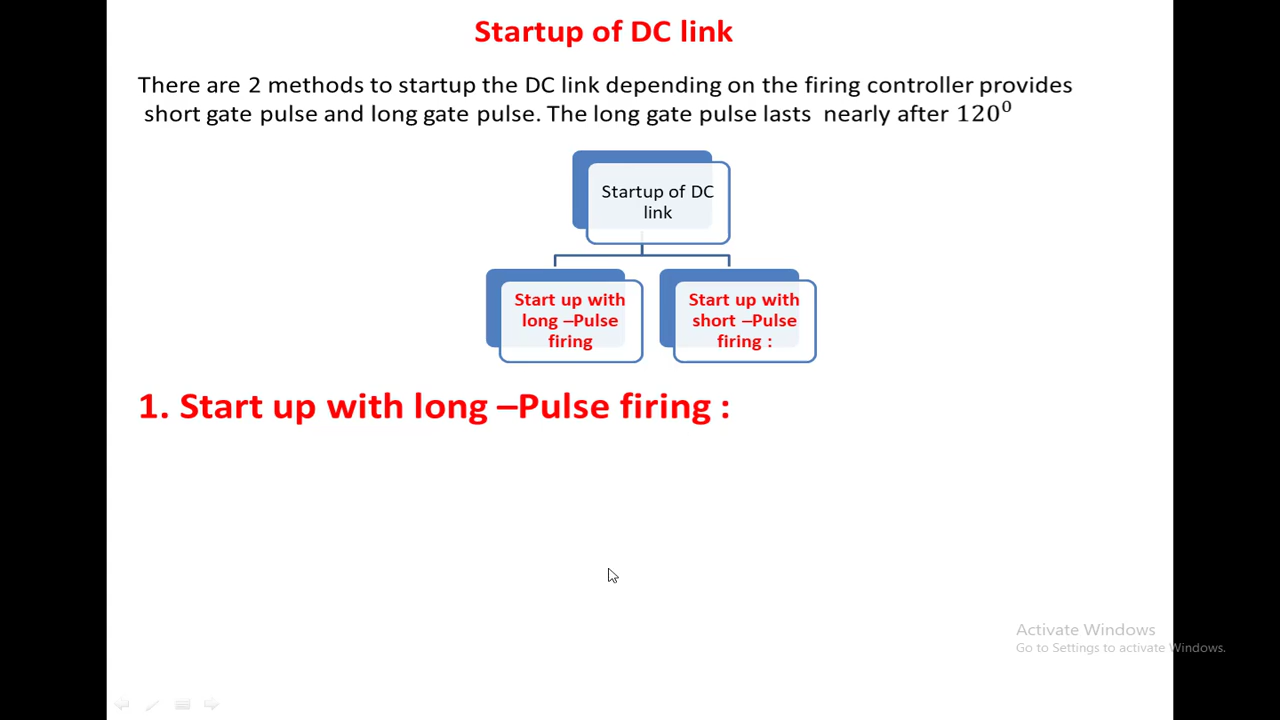 Startup of DC link
There are 2 methods to startup the DC link depending on the firing controller provides
short gate pulse and long gate pulse. The long gate pulse lasts nearly after 120⁰
Startup of DC
link
Start up with
long –Pulse
firing
Start up with
short –Pulse
firing :
1. Start up with long –Pulse firing :
Activate Windows
Go to Settings to activate Windows.